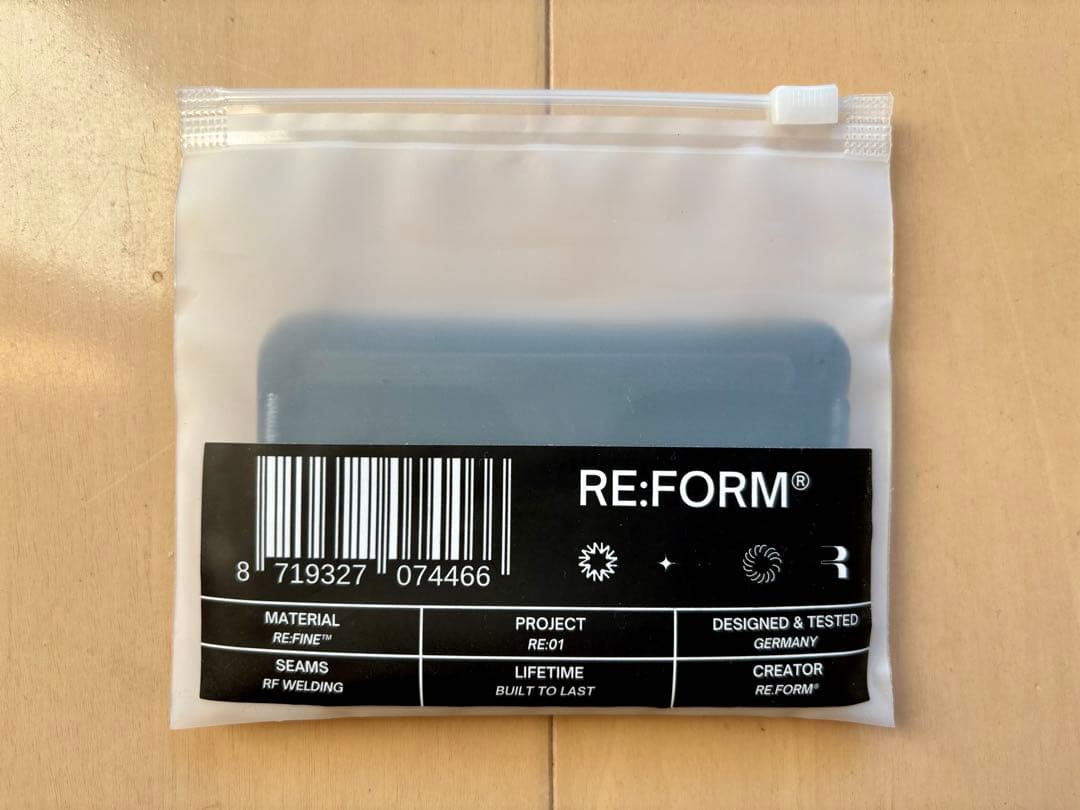 RE:FORM®
8 719327 074466
MATERIAL
RE:FINE™
PROJECT
RE:01
DESIGNED & TESTED
GERMANY
SEAMS
RF WELDING
LIFETIME
BUILT TO LAST
CREATOR
RE.FORM®